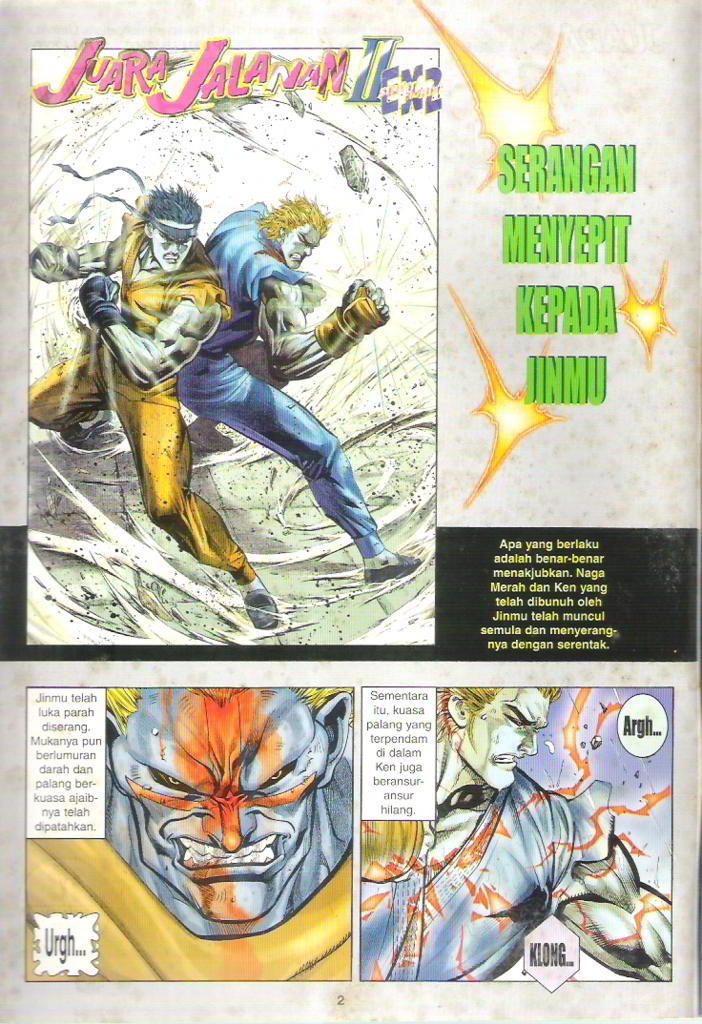 JUARA JALANAN II
EX2
SERANGAN
MENYEPIT
KEPADA
JINMU
Apa yang berlaku
adalah benar-benar
menakjubkan. Naga
Merah dan Ken yang
telah dibunuh oleh
Jinmu telah muncul
semula dan menyerang-
nya dengan serentak.
Jinmu telah
luka parah
diserang.
Mukanya pun
berlumuran
darah dan
palang ber-
kuasa ajaib-
nya telah
dipatahkan.
Urgh...
Sementara
itu, kuasa
palang yang
terpendam
di dalam
Ken juga
beransur-
ansur
hilang.
Argh...
KLONG...
2